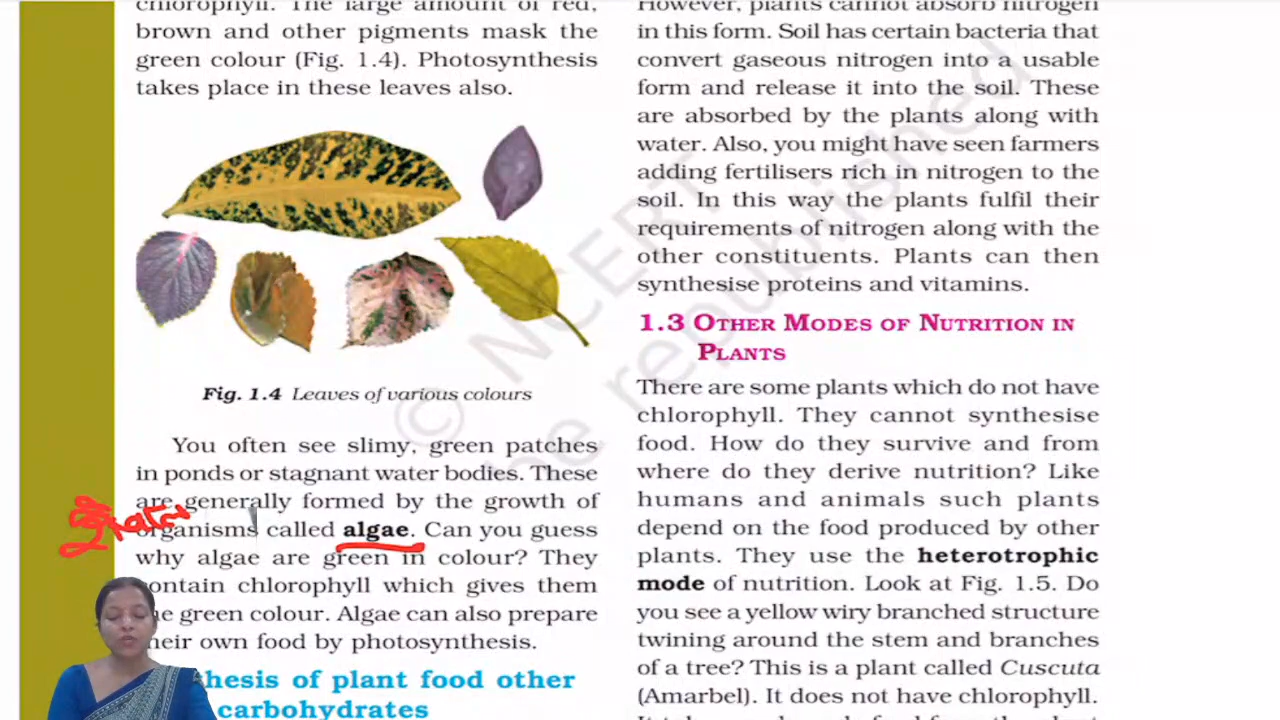 chlorophyll. The large amount of red,
brown and other pigments mask the
green colour (Fig. 1.4). Photosynthesis
takes place in these leaves also.
Fig. 1.4 Leaves of various colours
You often see slimy, green patches
in ponds or stagnant water bodies. These
are generally formed by the growth of
organisms called algae. Can you guess
why algae are green in colour? They
contain chlorophyll which gives them
the green colour. Algae can also prepare
their own food by photosynthesis.
hesis of plant food other
carbohydrates
However, plants cannot absorb nitrogen
in this form. Soil has certain bacteria that
convert gaseous nitrogen into a usable
form and release it into the soil. These
are absorbed by the plants along with
water. Also, you might have seen farmers
adding fertilisers rich in nitrogen to the
soil. In this way the plants fulfil their
requirements of nitrogen along with the
other constituents. Plants can then
synthesise proteins and vitamins.
1.3 OTHER MODES OF NUTRITION IN
PLANTS
There are some plants which do not have
chlorophyll. They cannot synthesise
food. How do they survive and from
where do they derive nutrition? Like
humans and animals such plants
depend on the food produced by other
plants. They use the heterotrophic
mode of nutrition. Look at Fig. 1.5. Do
you see a yellow wiry branched structure
twining around the stem and branches
of a tree? This is a plant called Cuscuta
(Amarbel). It does not have chlorophyll.
© NCERT
be republished